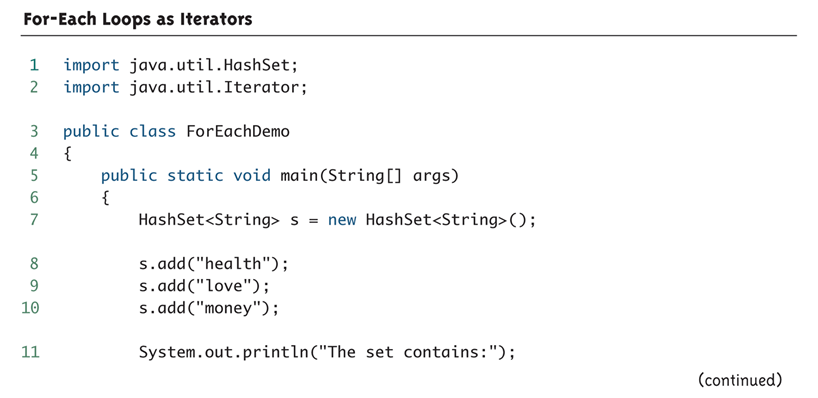 For-Each Loops as Iterators
1 import java.util.HashSet;
2 import java.util.Iterator;
3 public class ForEachDemo
4 {
5     public static void main(String[] args)
6     {
7         HashSet<String> s = new HashSet<String>();
8         s.add("health");
9         s.add("love");
10         s.add("money");
11         System.out.println("The set contains:");
(continued)